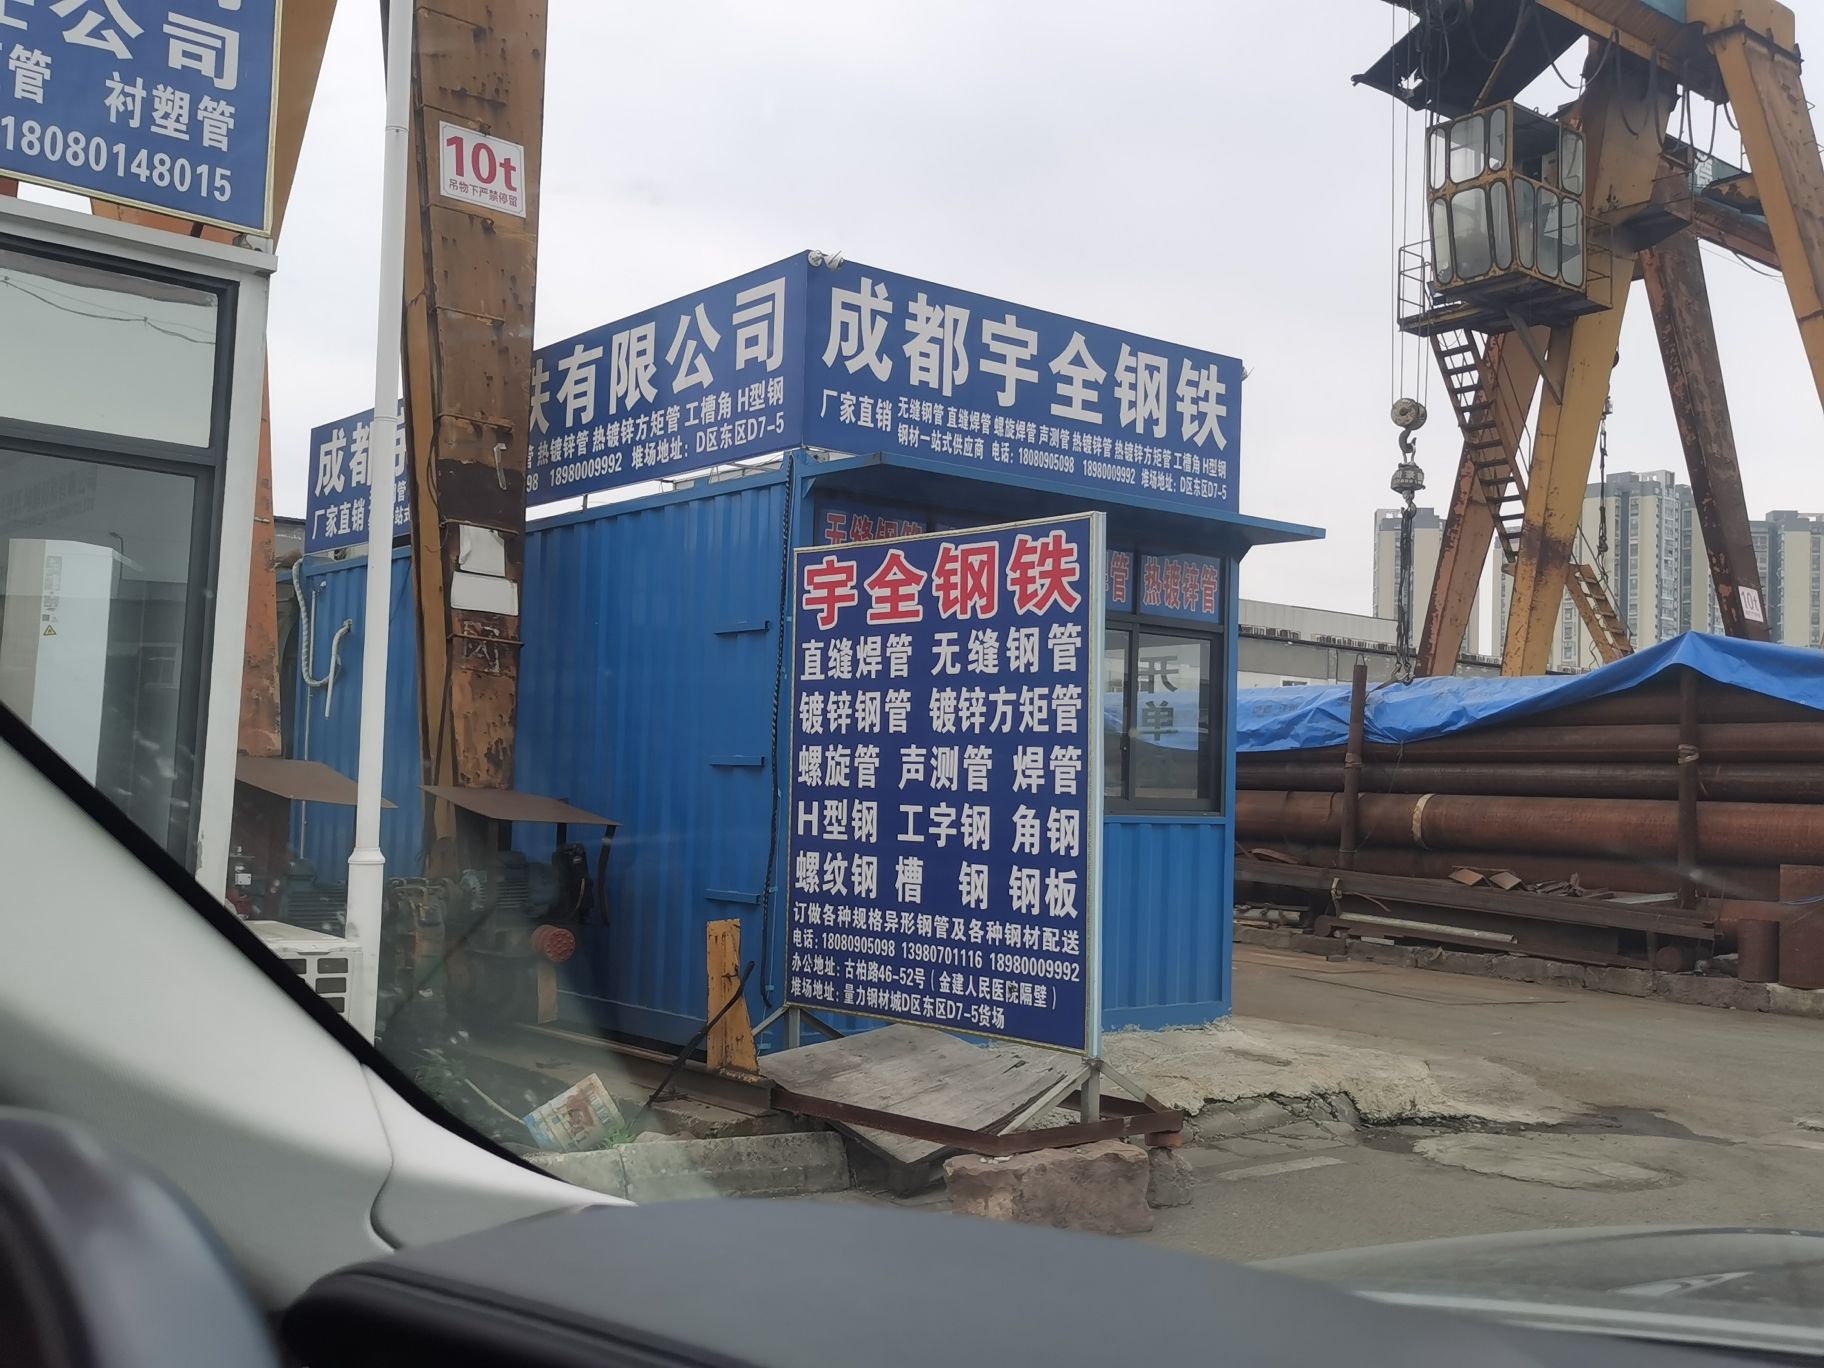 公司
管 衬塑管
18080148015
10t
吊物下严禁停留
成都
铁有限公司
厂家直销
热镀锌管 热镀锌方矩管 工槽角 H型钢
98 18980009992 堆场地址：D区东区D7-5
成都宇全钢铁
厂家直销 无缝钢管 直缝焊管 螺旋焊管 声测管 热镀锌管 热镀锌方矩管 工槽角 H型钢
钢材一站式供应商 电话：18080905098 18980009992 堆场地址：D区东区D7-5
无缝钢管
管 热镀锌管
宇全钢铁
直缝焊管 无缝钢管
镀锌钢管 镀锌方矩管
螺旋管 声测管 焊管
H型钢 工字钢 角钢
螺纹钢 槽 钢 钢板
订做各种规格异形钢管及各种钢材配送
电话：18080905098 13980701116 18980009992
办公地址：古柏路46-52号（金建人民医院隔壁）
堆场地址：量力钢材城D区东区D7-5货场
单
10t